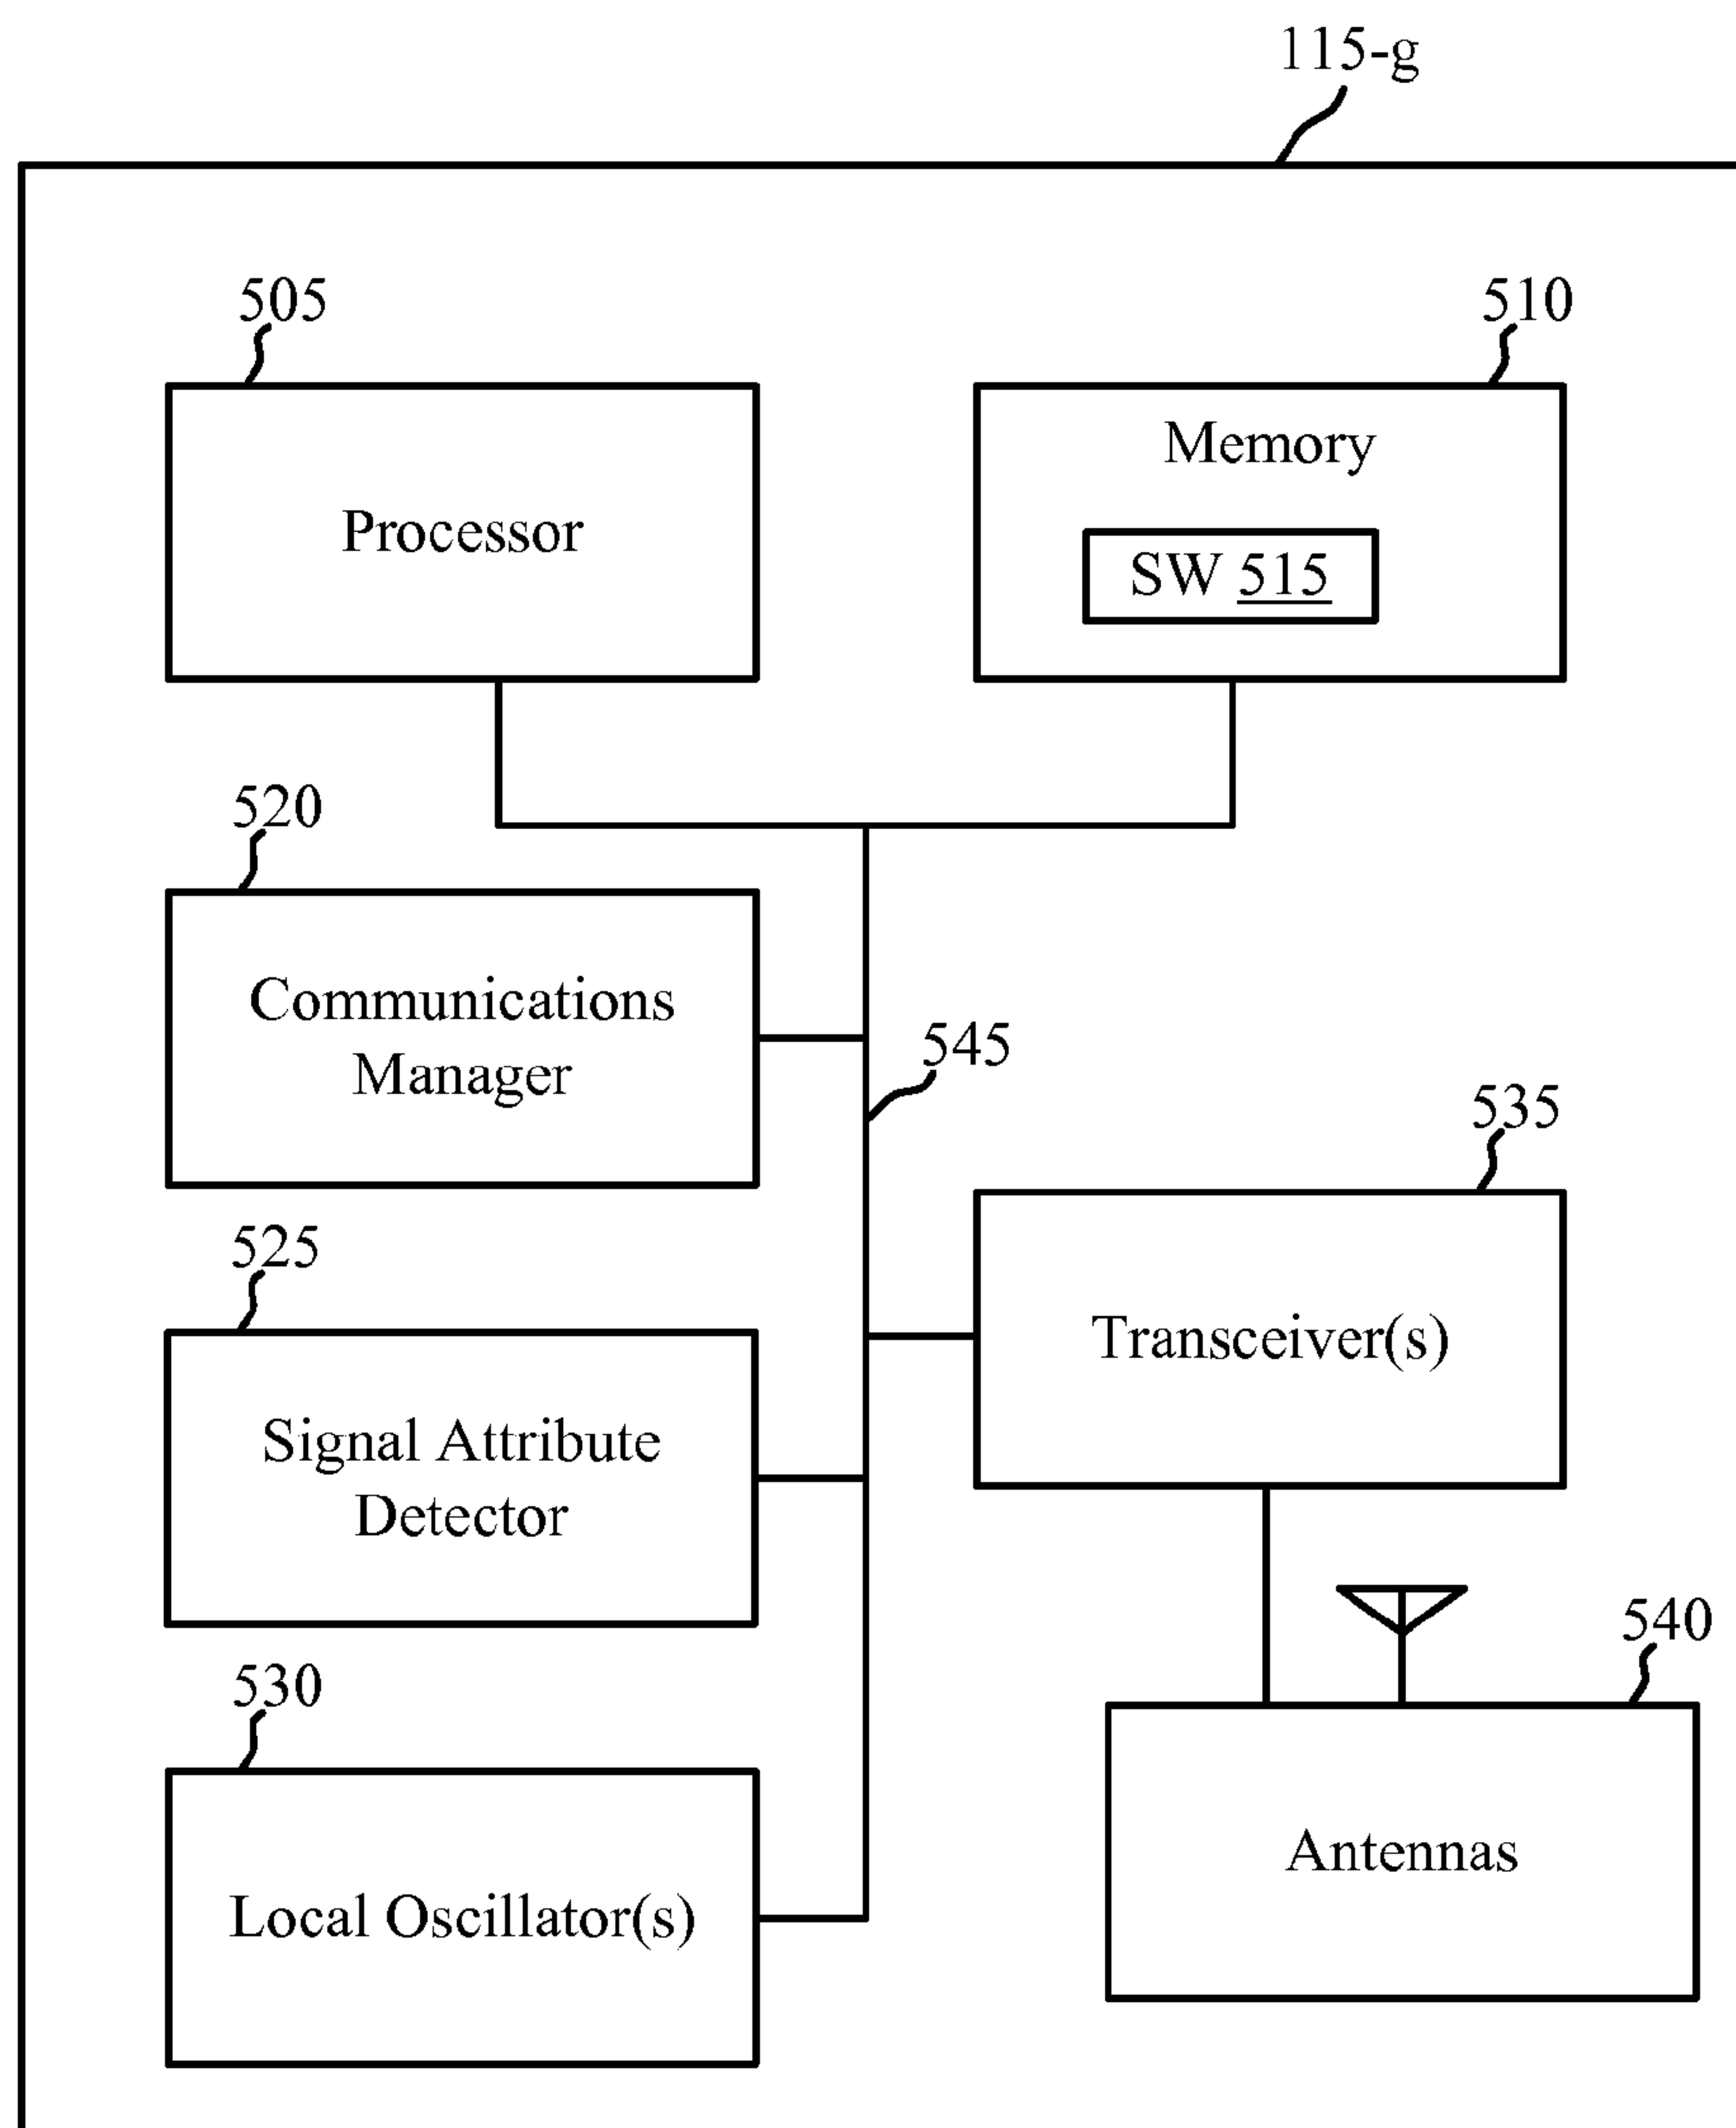 115-g
505
510
Processor
Memory
SW 515
520
Communications
Manager
545
535
525
Transceiver(s)
Signal Attribute
Detector
540
530
Antennas
Local Oscillator(s)